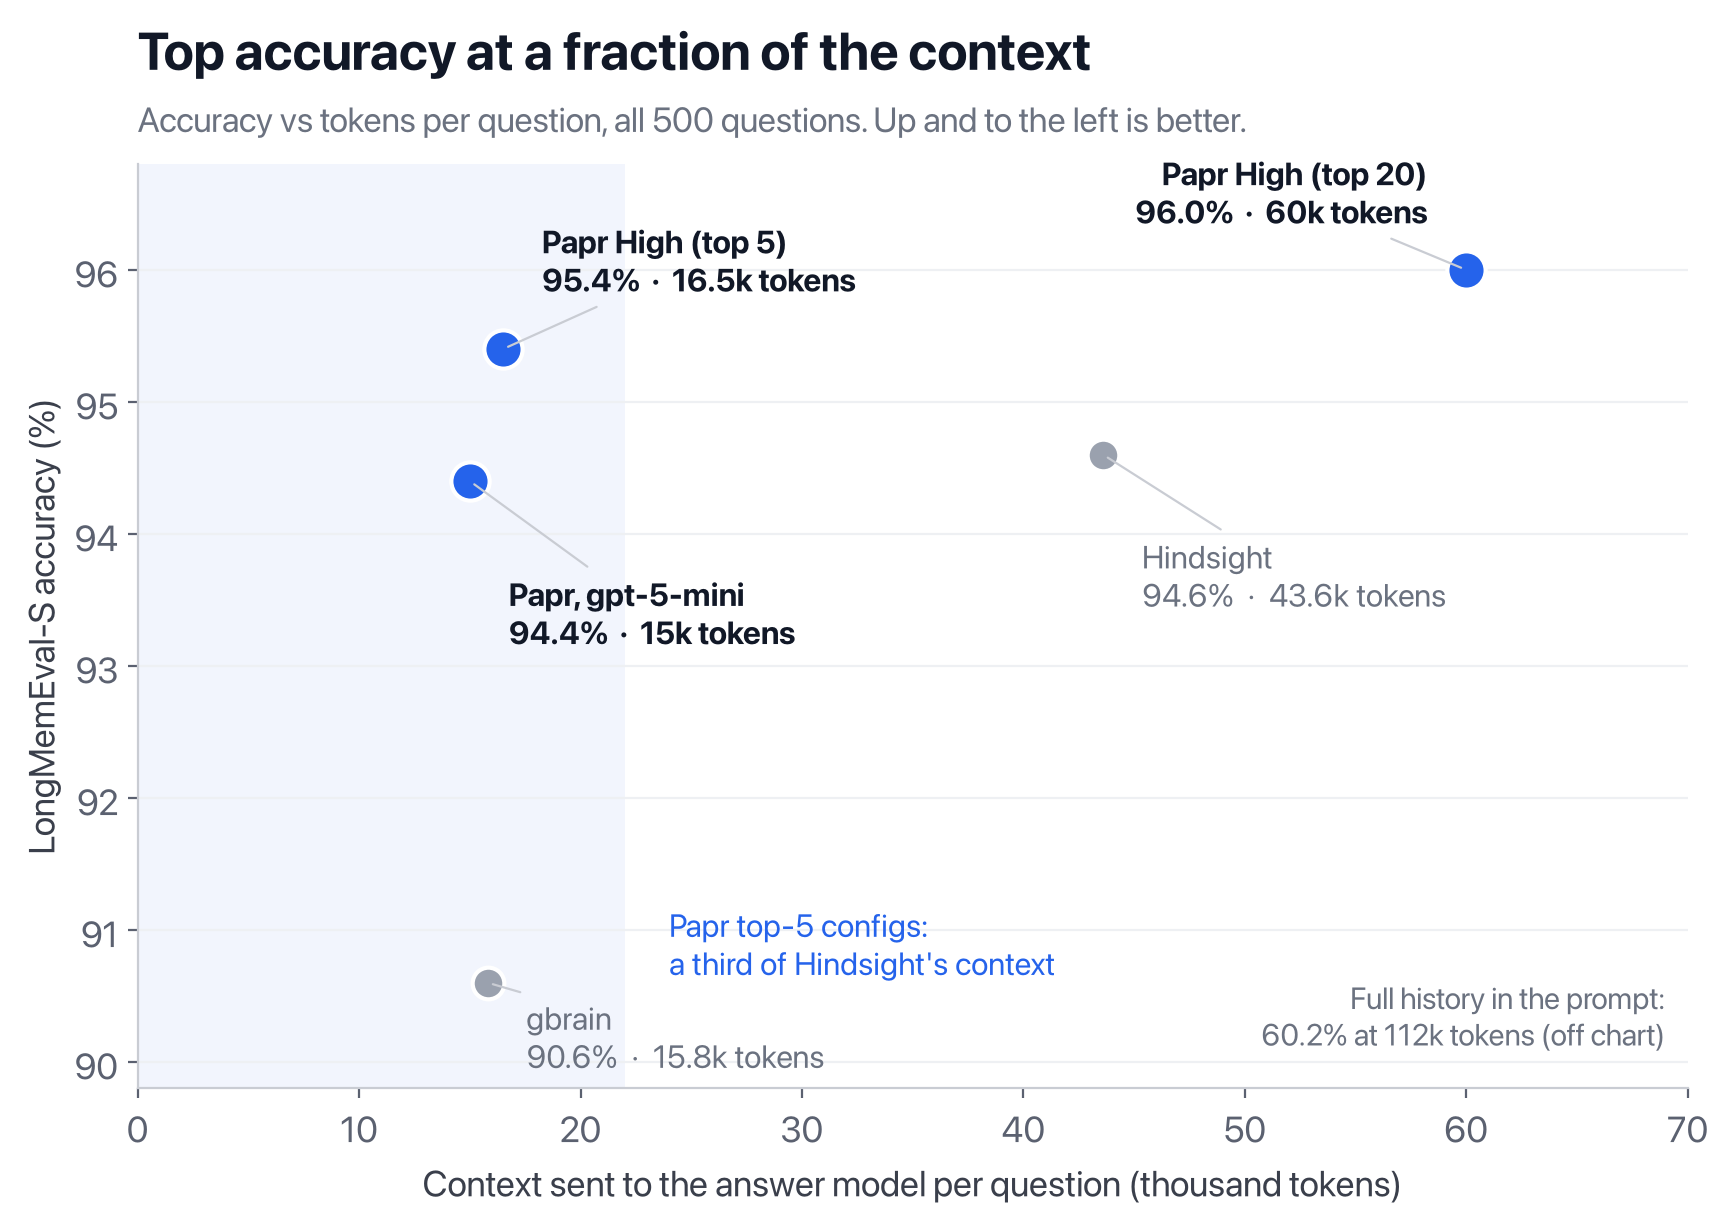 Top accuracy at a fraction of the context
Accuracy vs tokens per question, all 500 questions. Up and to the left is better.
Papr High (top 20)
96.0% · 60k tokens
Papr High (top 5)
95.4% · 16.5k tokens
Hindsight
94.6% · 43.6k tokens
Papr, gpt-5-mini
94.4% · 15k tokens
Papr top-5 configs:
a third of Hindsight's context
gbrain
90.6% · 15.8k tokens
Full history in the prompt:
60.2% at 112k tokens (off chart)
LongMemEval-S accuracy (%)
96
95
94
93
92
91
90
0 10 20 30 40 50 60 70
Context sent to the answer model per question (thousand tokens)